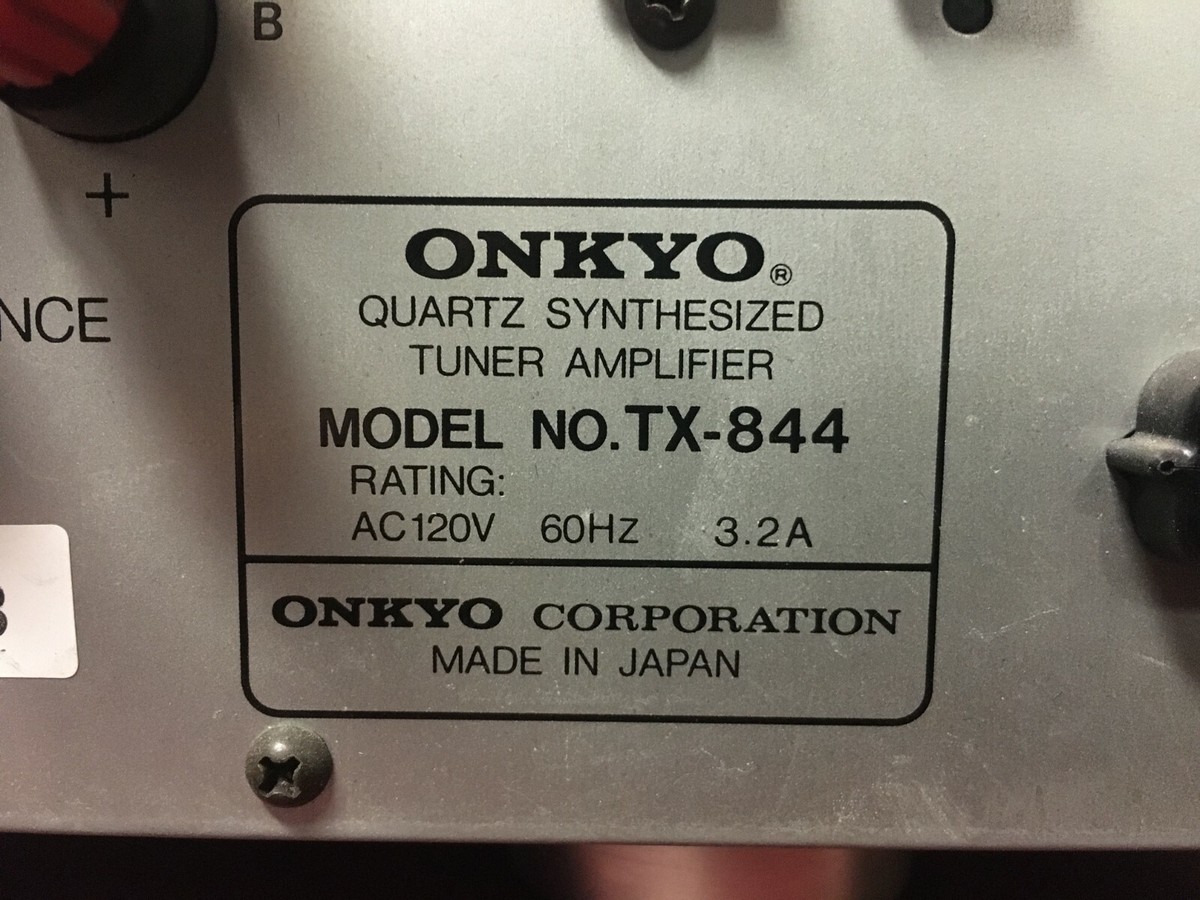 B
+
NCE
ONKYO®
QUARTZ SYNTHESIZED
TUNER AMPLIFIER
MODEL NO. TX-844
RATING:
AC120V 60Hz 3.2A
ONKYO CORPORATION
MADE IN JAPAN